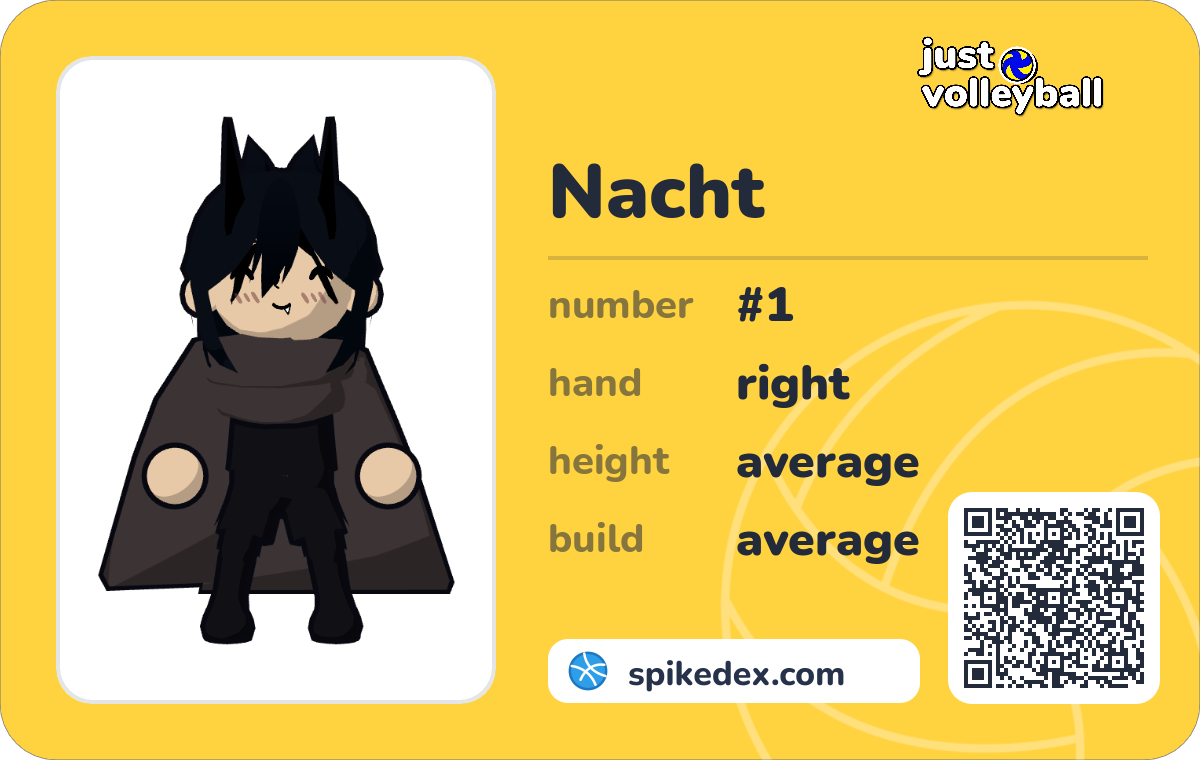 just
volleyball
Nacht
number #1
hand right
height average
build average
spikedex.com